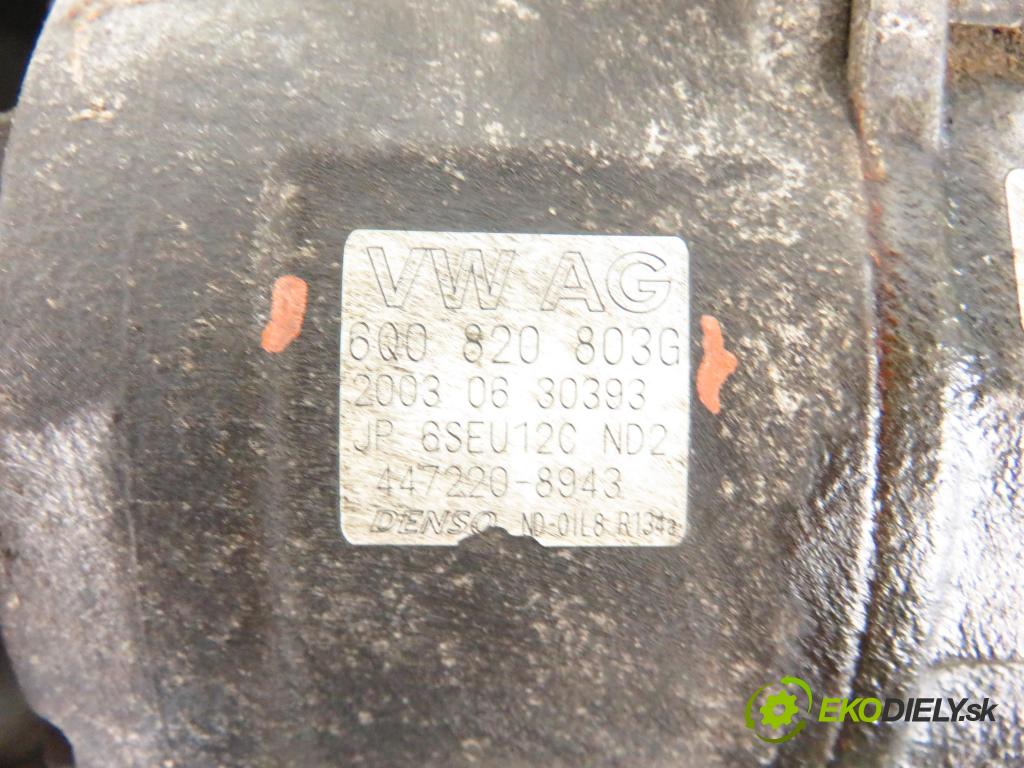 VW AG
6Q0 820 803G
2003 06 30393
JP 6SEU12C ND2
447220-8943
DENSO ND-OIL8 R134a
EKODIELY.sk